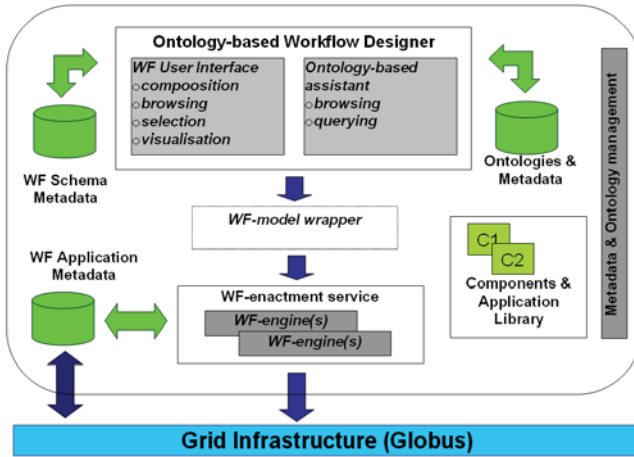 Ontology-based Workflow Designer
WF User Interface
○compoosition
○browsing
○selection
○visualisation
Ontology-based
assistant
○browsing
○querying
WF Schema
Metadata
Ontologies &
Metadata
Metadata & Ontology management
WF-model wrapper
WF Application
Metadata
WF-enactment service
WF-engine(s)
WF-engine(s)
C1
C2
Components &
Application
Library
Grid Infrastructure (Globus)